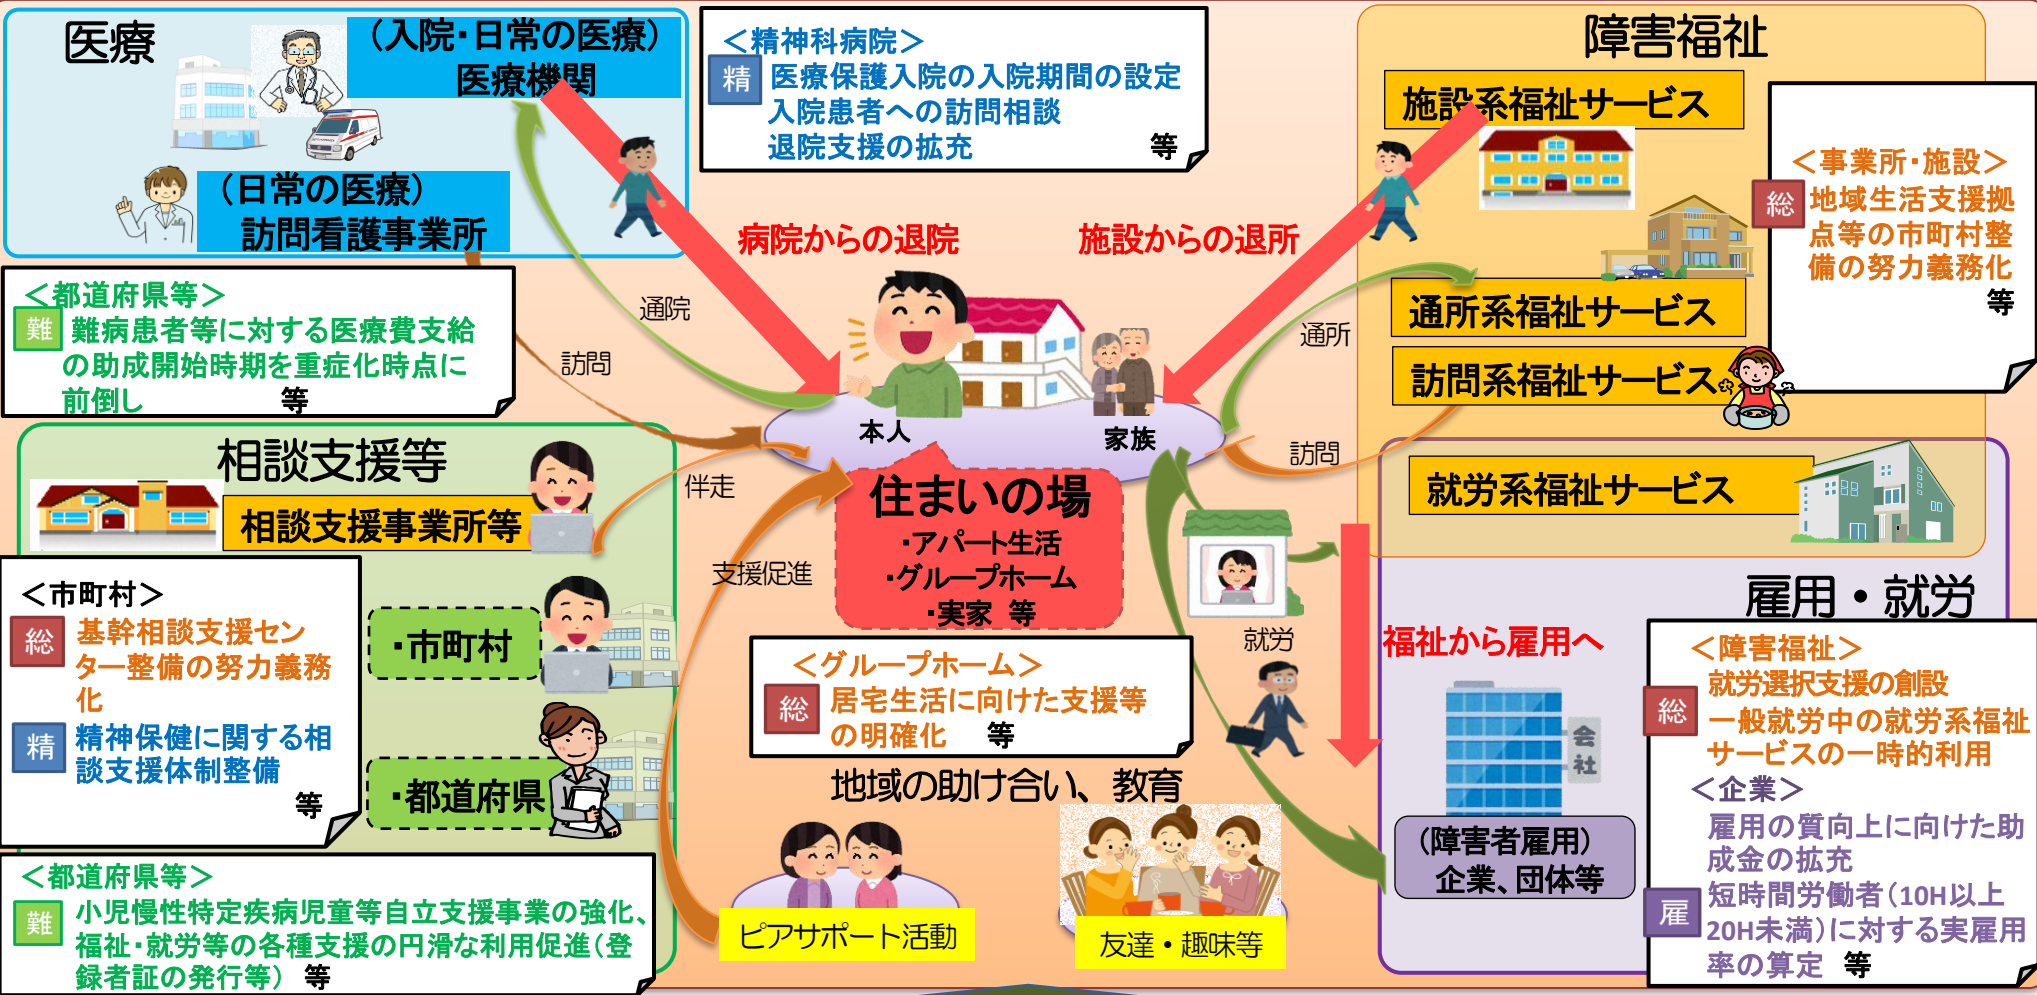 医療
（入院・日常の医療）
医療機関
（日常の医療）
訪問看護事業所
＜精神科病院＞
精
医療保護入院の入院期間の設定
入院患者への訪問相談
退院支援の拡充 等
障害福祉
施設系福祉サービス
通所系福祉サービス
訪問系福祉サービス
就労系福祉サービス
＜事業所・施設＞
総
地域生活支援拠
点等の市町村整
備の努力義務化
等
病院からの退院
施設からの退所
通院
訪問
通所
訪問
伴走
支援促進
就労
＜都道府県等＞
難
難病患者等に対する医療費支給
の助成開始時期を重症化時点に
前倒し 等
本人
家族
住まいの場
・アパート生活
・グループホーム
・実家 等
相談支援等
相談支援事業所等
・市町村
・都道府県
＜市町村＞
総
基幹相談支援セン
ター整備の努力義務
化
精
精神保健に関する相
談支援体制整備
等
＜都道府県等＞
難
小児慢性特定疾病児童等自立支援事業の強化、
福祉・就労等の各種支援の円滑な利用促進（登
録者証の発行等） 等
＜グループホーム＞
総
居宅生活に向けた支援等
の明確化 等
地域の助け合い、教育
ピアサポート活動
友達・趣味等
福祉から雇用へ
雇用・就労
会社
（障害者雇用）
企業、団体等
＜障害福祉＞
総
就労選択支援の創設
一般就労中の就労系福祉
サービスの一時的利用
＜企業＞
雇用の質向上に向けた助
成金の拡充
雇
短時間労働者（10H以上
20H未満）に対する実雇用
率の算定 等